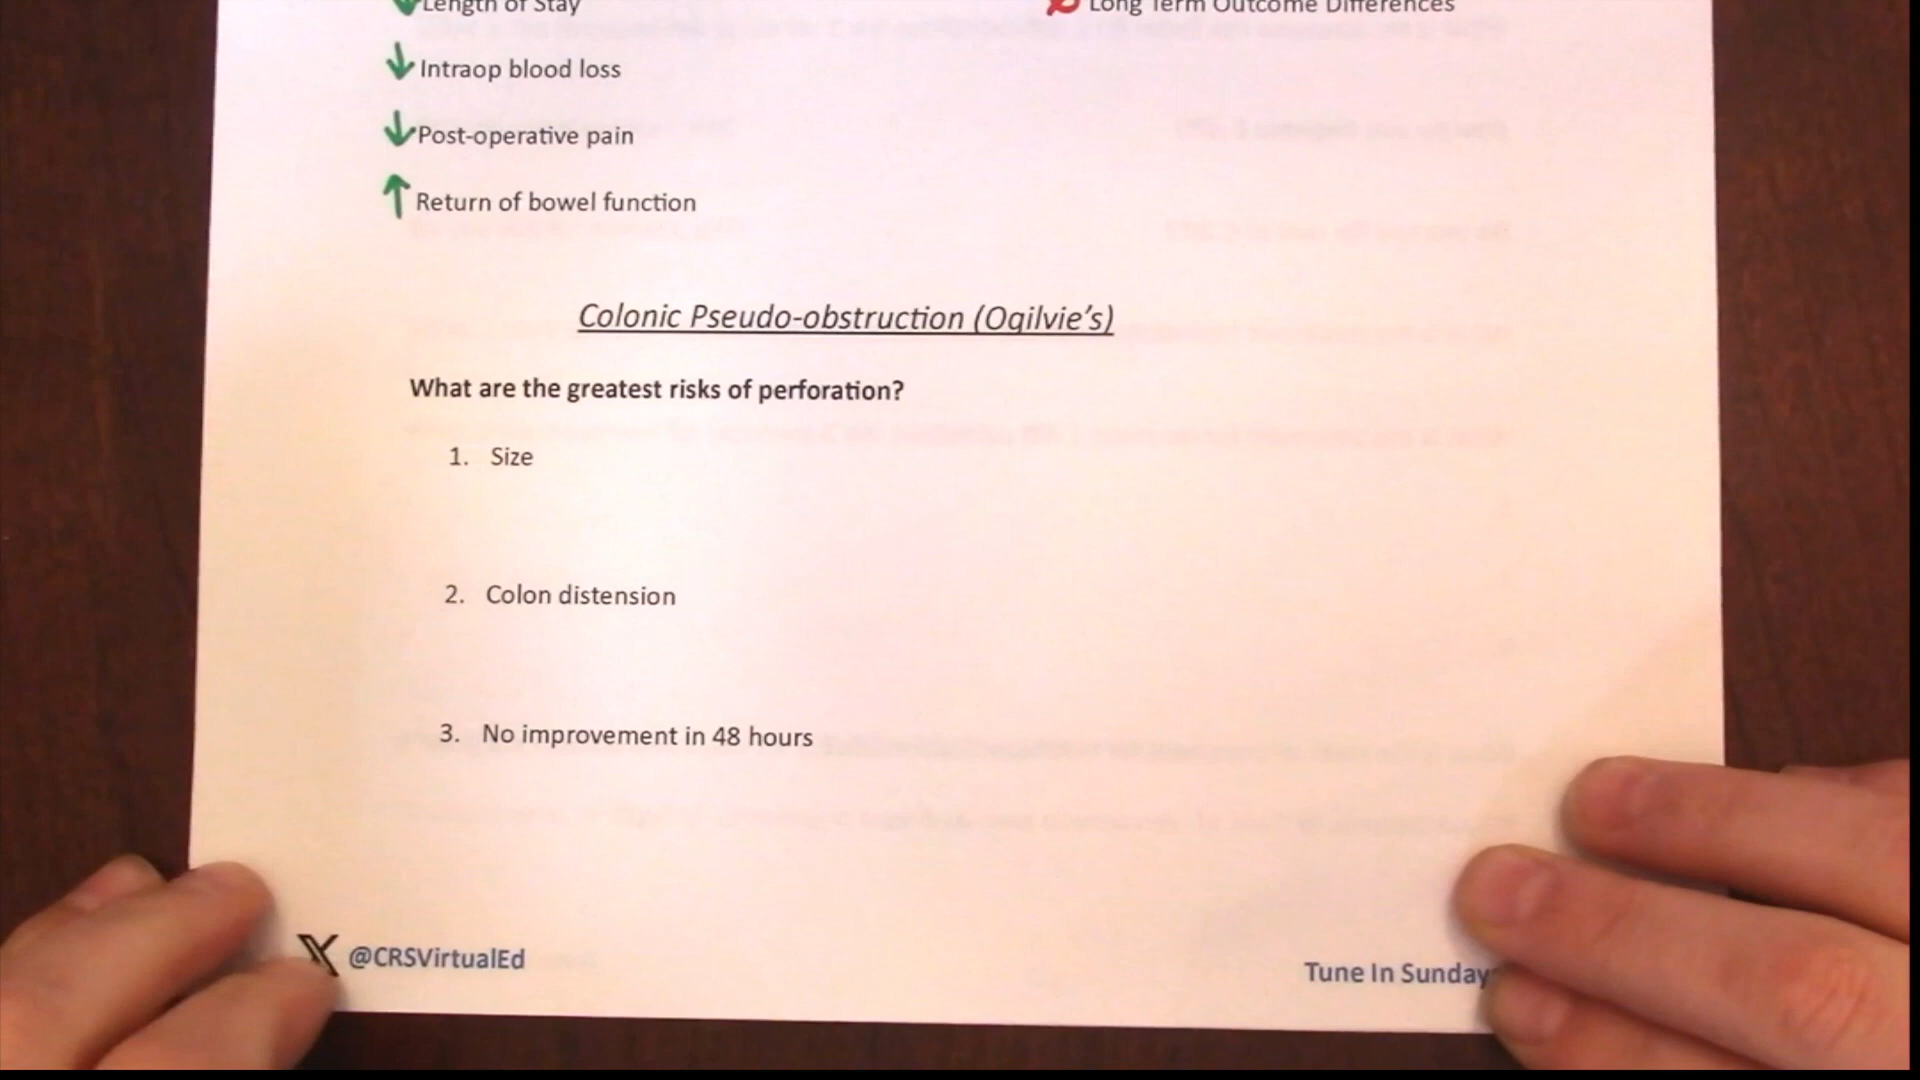 Length of Stay
Long Term Outcome Differences
Intraop blood loss
Post-operative pain
Return of bowel function
Colonic Pseudo-obstruction (Ogilvie's)
What are the greatest risks of perforation?
1. Size
2. Colon distension
3. No improvement in 48 hours
@CRSVirtualEd
Tune In Sunday